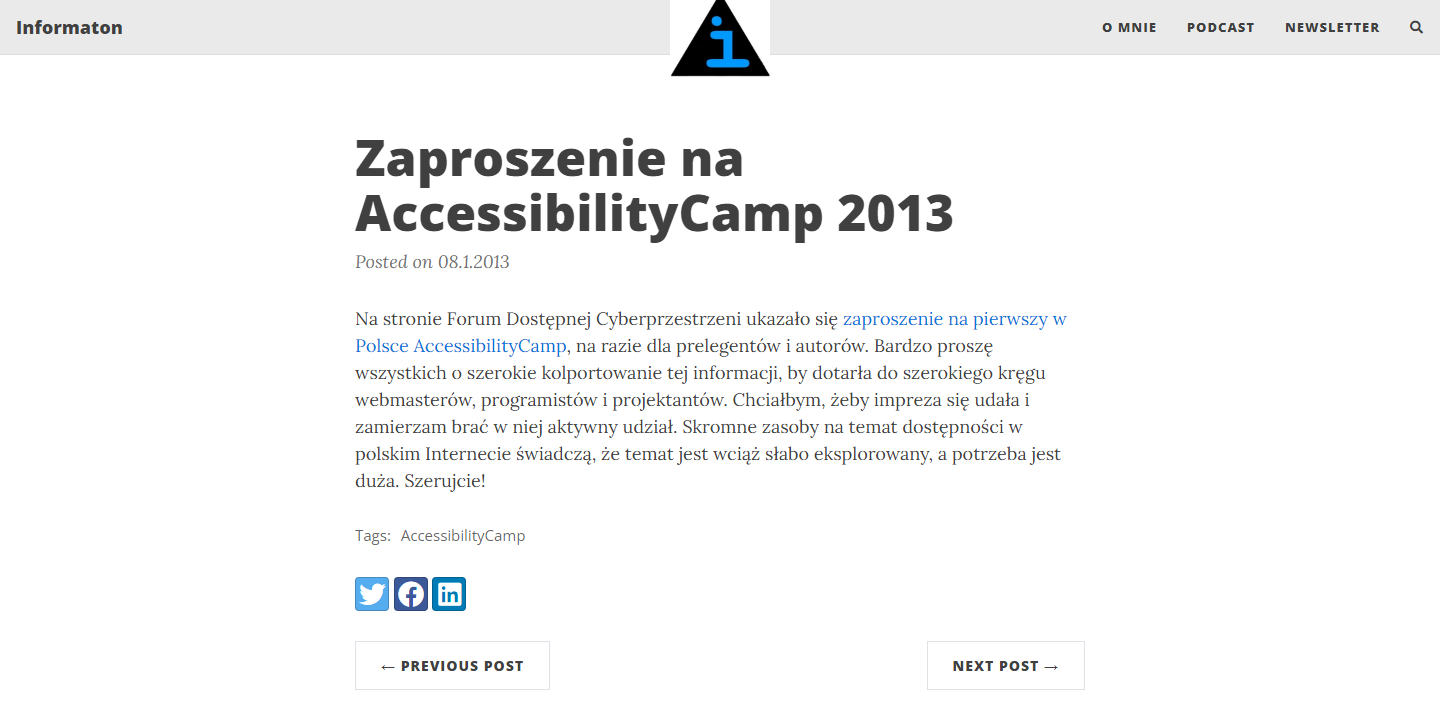 Informaton
i
O MNIE
PODCAST
NEWSLETTER
Zaproszenie na
AccessibilityCamp 2013
Posted on 08.1.2013
Na stronie Forum Dostępnej Cyberprzestrzeni ukazało się zaproszenie na pierwszy w
Polsce AccessibilityCamp, na razie dla prelegentów i autorów. Bardzo proszę
wszystkich o szerokie kolportowanie tej informacji, by dotarła do szerokiego kręgu
webmasterów, programistów i projektantów. Chciałbym, żeby impreza się udała i
zamierzam brać w niej aktywny udział. Skromne zasoby na temat dostępności w
polskim Internecie świadczą, że temat jest wciąż słabo eksplorowany, a potrzeba jest
duża. Szerujcie!
Tags: AccessibilityCamp
← PREVIOUS POST
NEXT POST →